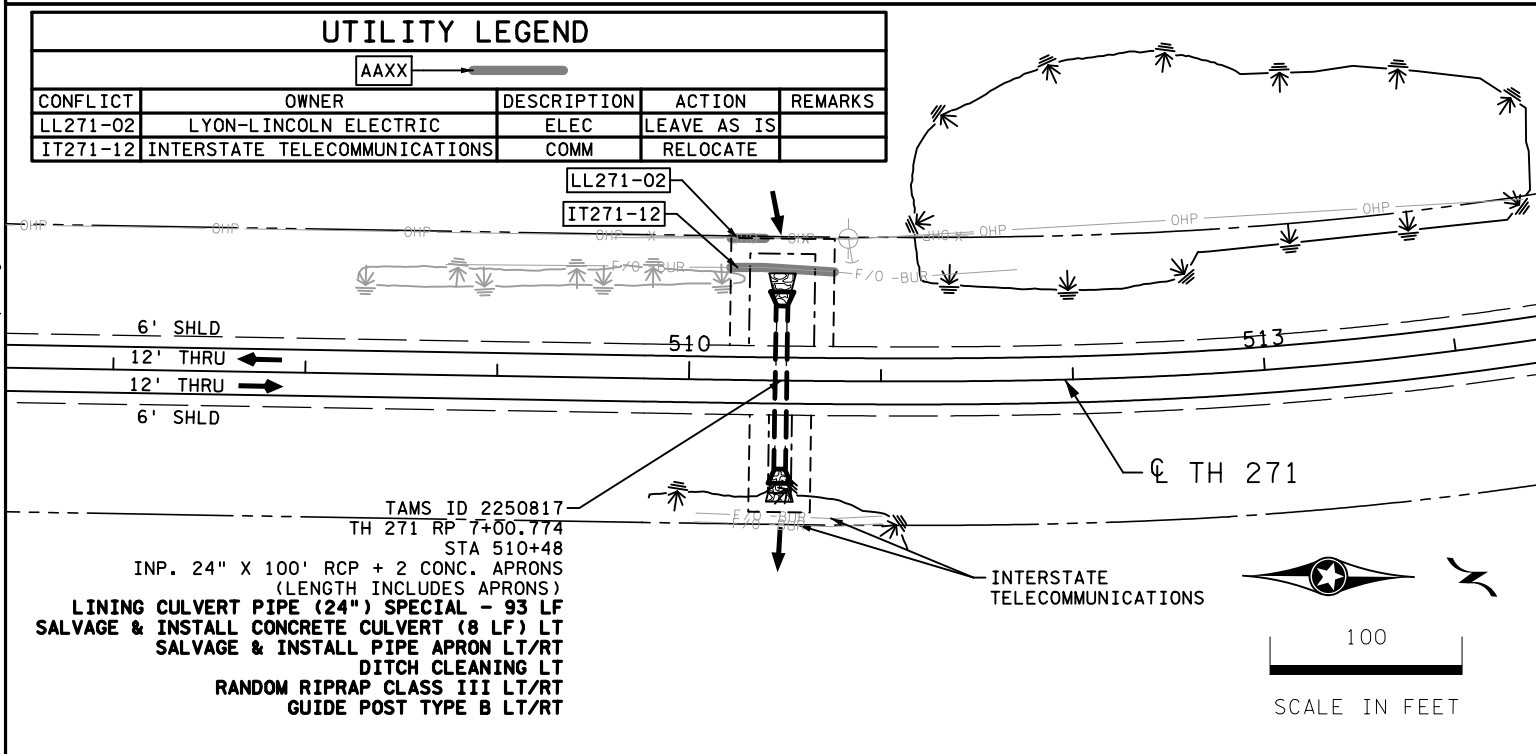 UTILITY LEGEND
AAXX
CONFLICT OWNER DESCRIPTION ACTION REMARKS
LL271-02 LYON-LINCOLN ELECTRIC ELEC LEAVE AS IS
IT271-12 INTERSTATE TELECOMMUNICATIONS COMM RELOCATE
LL271-02
IT271-12
OHP OHP OHP OHP OHP OHP OHP OHP OHP
F/O -BUR F/O -BUR
6' SHLD
510 513
12' THRU
12' THRU
6' SHLD
℄ TH 271
F/O -BUR
F/O -BUR
TAMS ID 2250817
TH 271 RP 7+00.774
STA 510+48
INP. 24" X 100' RCP + 2 CONC. APRONS
(LENGTH INCLUDES APRONS)
LINING CULVERT PIPE (24") SPECIAL - 93 LF
SALVAGE & INSTALL CONCRETE CULVERT (8 LF) LT
SALVAGE & INSTALL PIPE APRON LT/RT
DITCH CLEANING LT
RANDOM RIPRAP CLASS III LT/RT
GUIDE POST TYPE B LT/RT
INTERSTATE
TELECOMMUNICATIONS
100
SCALE IN FEET